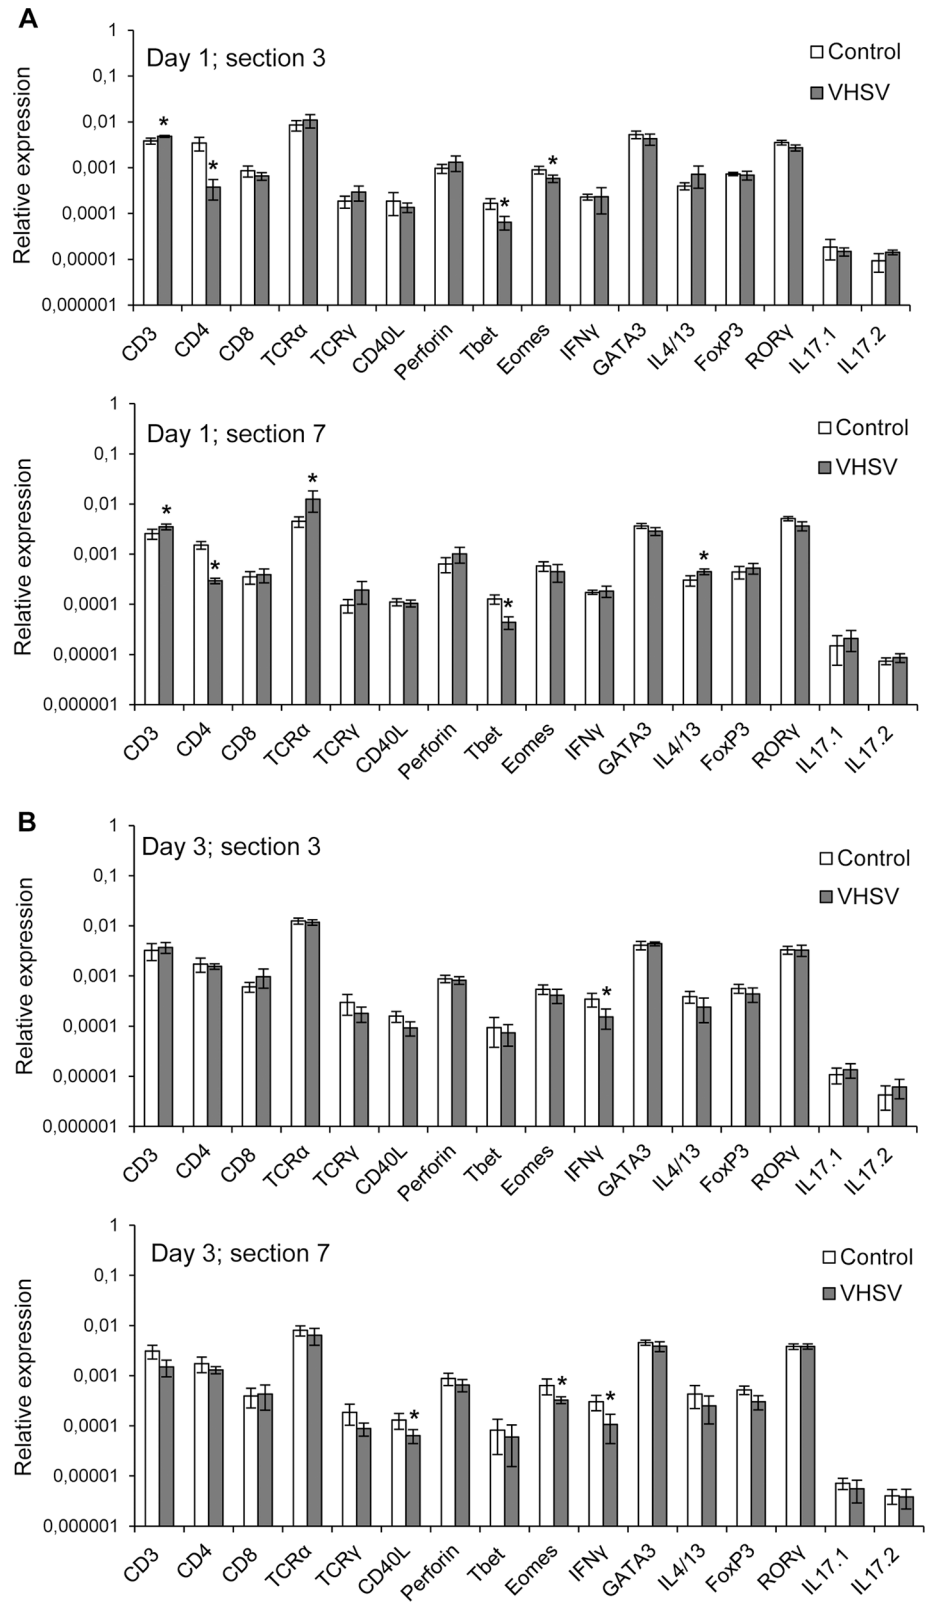 A
Day 1; section 3
Control
VHSV
Relative expression
1
0,1
0,01
0,001
0,0001
0,00001
0,000001
* * * *
CD3 CD4 CD8 TCRα TCRγ CD40L Perforin Tbet Eomes IFNγ GATA3 IL4/13 FoxP3 RORγ IL17.1 IL17.2
Day 1; section 7
Control
VHSV
Relative expression
1
0,1
0,01
0,001
0,0001
0,00001
0,000001
* * * * *
CD3 CD4 CD8 TCRα TCRγ CD40L Perforin Tbet Eomes IFNγ GATA3 IL4/13 FoxP3 RORγ IL17.1 IL17.2
B
Day 3; section 3
Control
VHSV
Relative expression
1
0,1
0,01
0,001
0,0001
0,00001
0,000001
*
CD3 CD4 CD8 TCRα TCRγ CD40L Perforin Tbet Eomes IFNγ GATA3 IL4/13 FoxP3 RORγ IL17.1 IL17.2
Day 3; section 7
Control
VHSV
Relative expression
1
0,1
0,01
0,001
0,0001
0,00001
0,000001
* * *
CD3 CD4 CD8 TCRα TCRγ CD40L Perforin Tbet Eomes IFNγ GATA3 IL4/13 FoxP3 RORγ IL17.1 IL17.2